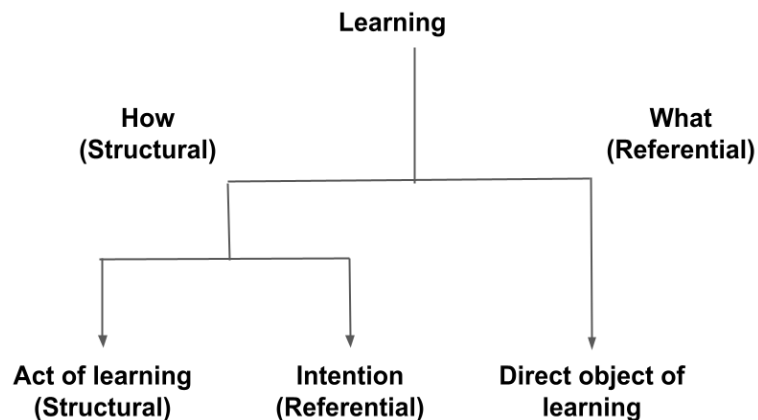 Learning
How
(Structural)
What
(Referential)
Act of learning
(Structural)
Intention
(Referential)
Direct object of
learning